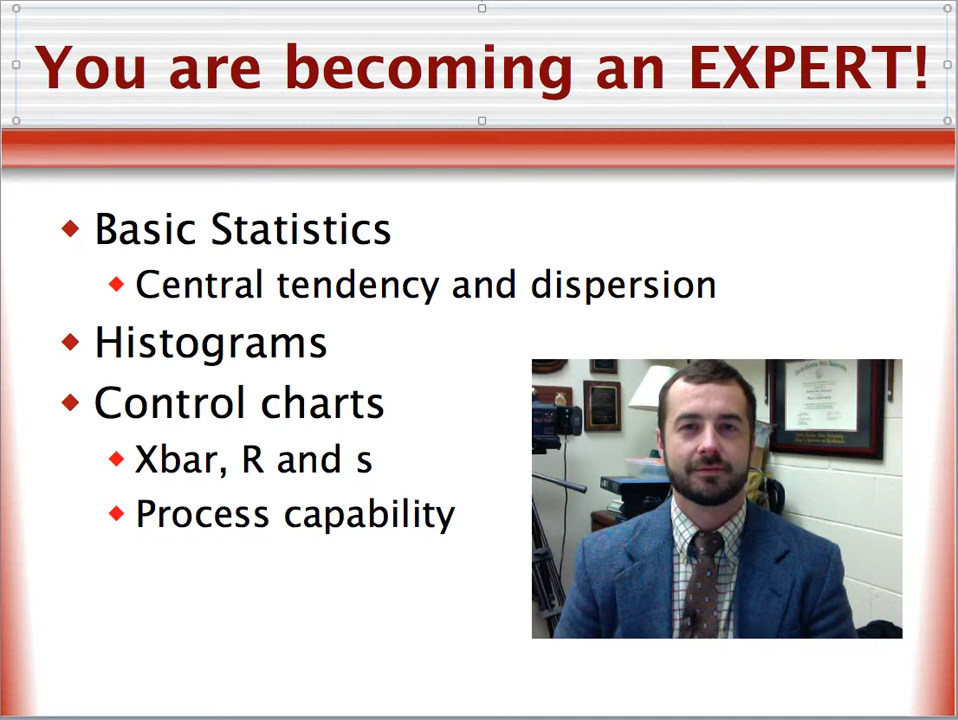 You are becoming an EXPERT!
Basic Statistics
Central tendency and dispersion
Histograms
Control charts
Xbar, R and s
Process capability